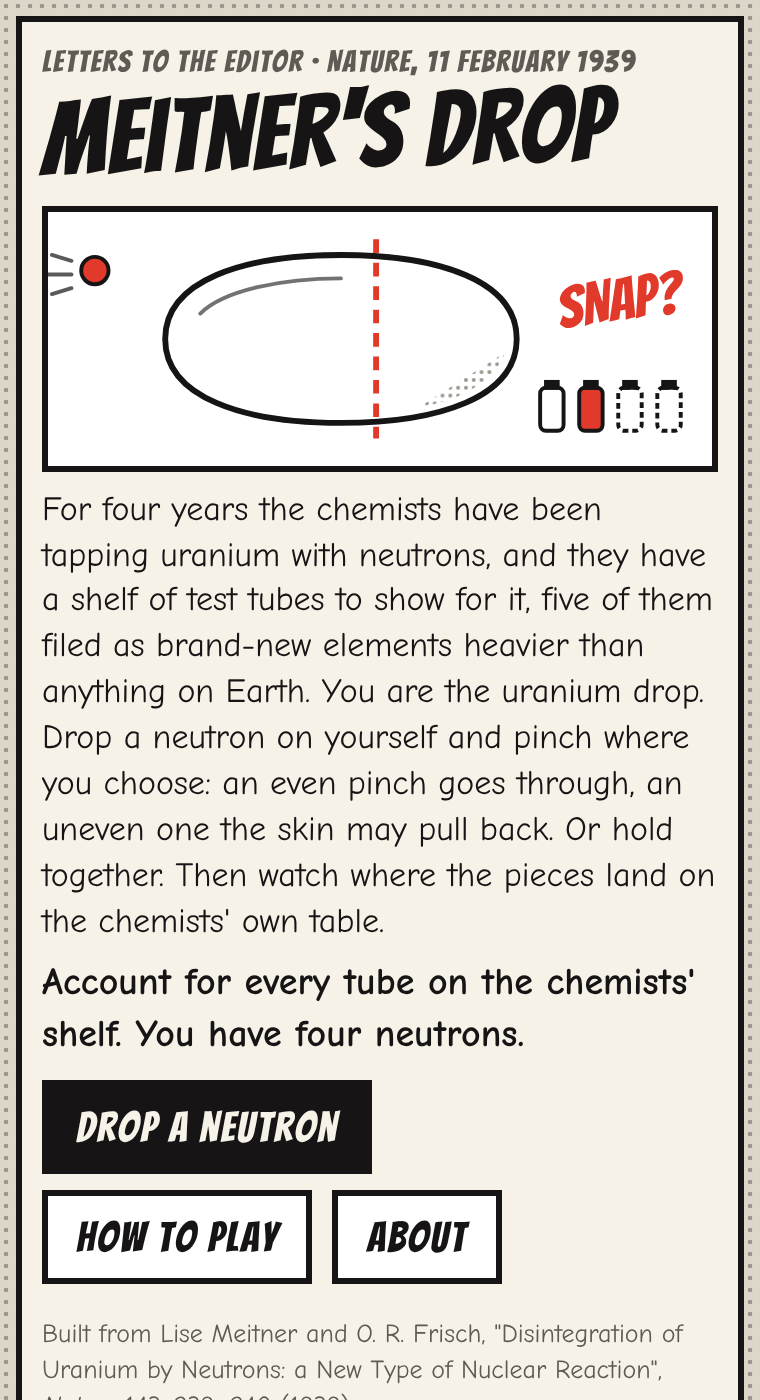 LETTERS TO THE EDITOR · NATURE, 11 FEBRUARY 1939
MEITNER'S DROP
SNAP?
For four years the chemists have been
tapping uranium with neutrons, and they have
a shelf of test tubes to show for it, five of them
filed as brand-new elements heavier than
anything on Earth. You are the uranium drop.
Drop a neutron on yourself and pinch where
you choose: an even pinch goes through, an
uneven one the skin may pull back. Or hold
together. Then watch where the pieces land on
the chemists' own table.
Account for every tube on the chemists'
shelf. You have four neutrons.
DROP A NEUTRON
HOW TO PLAY
ABOUT
Built from Lise Meitner and O. R. Frisch, "Disintegration of
Uranium by Neutrons: a New Type of Nuclear Reaction",